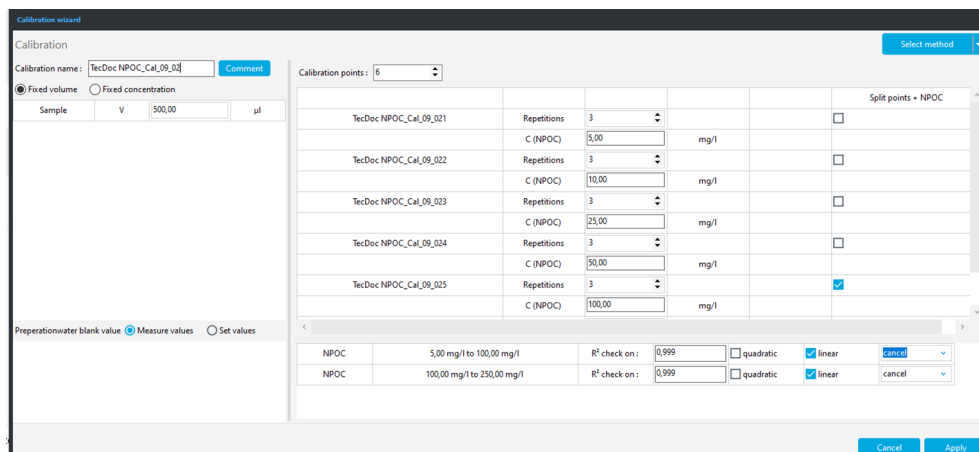 Calibration wizard
Calibration
Select method
Calibration name : TecDoc NPOC_Cal_09_02 Comment
Calibration points : 6
Fixed volume Fixed concentration
Sample V 500,00 µl
Split points + NPOC
TecDoc NPOC_Cal_09_021 Repetitions 3
C (NPOC) 5,00 mg/l
TecDoc NPOC_Cal_09_022 Repetitions 3
C (NPOC) 10,00 mg/l
TecDoc NPOC_Cal_09_023 Repetitions 3
C (NPOC) 25,00 mg/l
TecDoc NPOC_Cal_09_024 Repetitions 3
C (NPOC) 50,00 mg/l
TecDoc NPOC_Cal_09_025 Repetitions 3
C (NPOC) 100,00 mg/l
Preperationwater blank value Measure values Set values
NPOC 5,00 mg/l to 100,00 mg/l R² check on : 0,999 quadratic linear cancel
NPOC 100,00 mg/l to 250,00 mg/l R² check on : 0,999 quadratic linear cancel
Cancel Apply